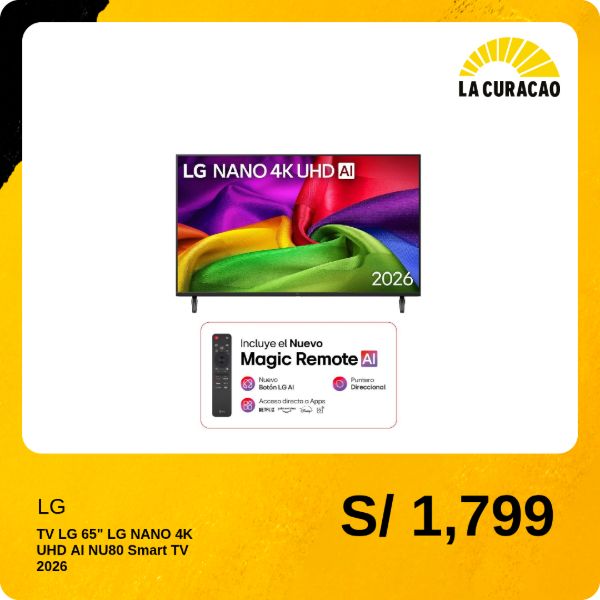 LA CURACAO
LG NANO 4K UHD AI
2026
Incluye el Nuevo
Magic Remote AI
Nuevo
Botón LG AI
Puntero
Direccional
Acceso directo a Apps
NETFLIX
LG
S/ 1,799
TV LG 65" LG NANO 4K
UHD AI NU80 Smart TV
2026